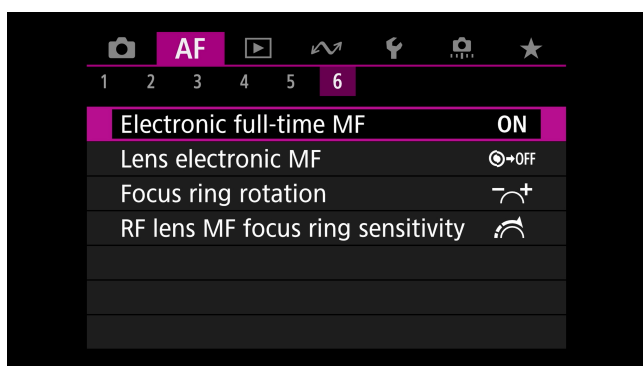 AF
1 2 3 4 5 6
Electronic full-time MF ON
Lens electronic MF OFF
Focus ring rotation - +
RF lens MF focus ring sensitivity